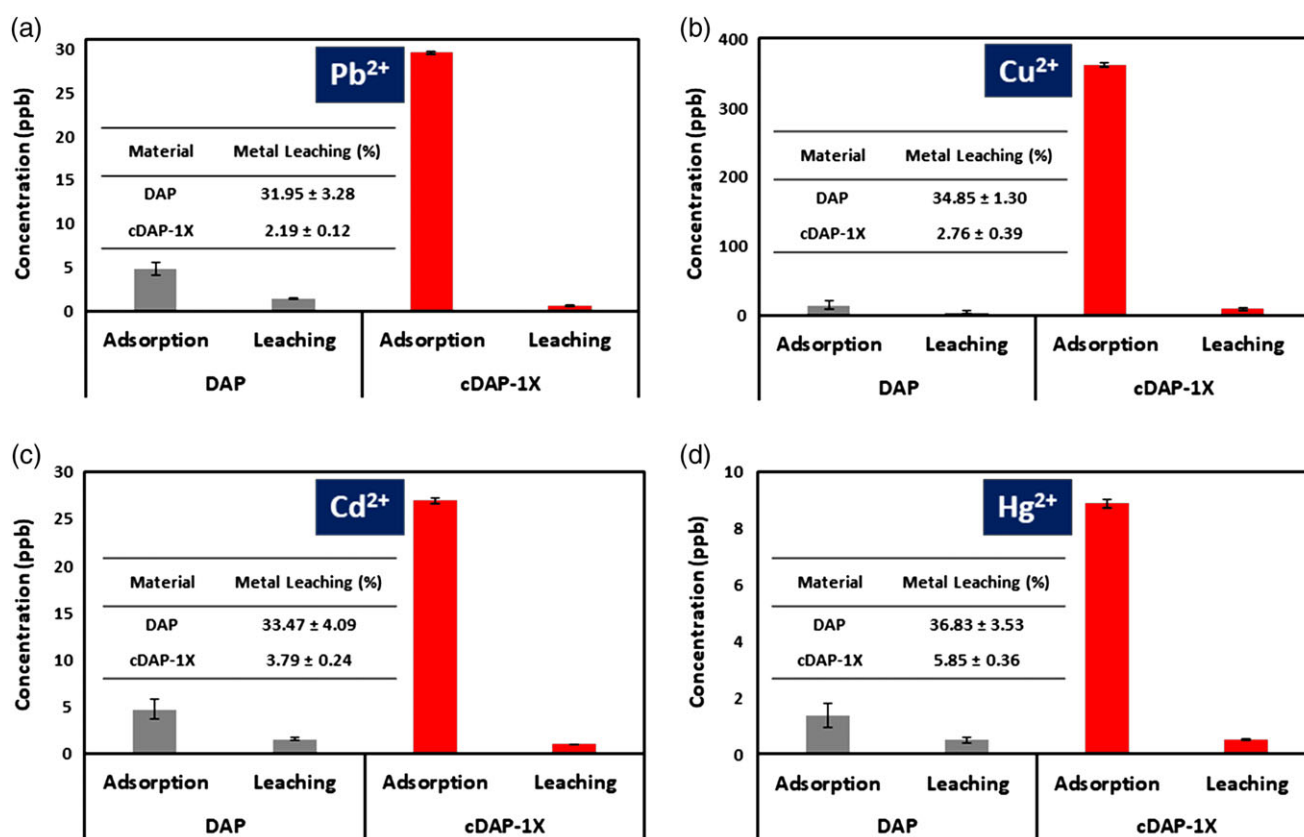 (a)
Concentration (ppb)
30
25
20
15
10
5
0
Pb²⁺
Material Metal Leaching (%)
DAP 31.95 ± 3.28
cDAP-1X 2.19 ± 0.12
Adsorption Leaching Adsorption Leaching
DAP cDAP-1X
(b)
Concentration (ppb)
400
300
200
100
0
Cu²⁺
Material Metal Leaching (%)
DAP 34.85 ± 1.30
cDAP-1X 2.76 ± 0.39
Adsorption Leaching Adsorption Leaching
DAP cDAP-1X
(c)
Concentration (ppb)
30
25
20
15
10
5
0
Cd²⁺
Material Metal Leaching (%)
DAP 33.47 ± 4.09
cDAP-1X 3.79 ± 0.24
Adsorption Leaching Adsorption Leaching
DAP cDAP-1X
(d)
Concentration (ppb)
10
8
6
4
2
0
Hg²⁺
Material Metal Leaching (%)
DAP 36.83 ± 3.53
cDAP-1X 5.85 ± 0.36
Adsorption Leaching Adsorption Leaching
DAP cDAP-1X